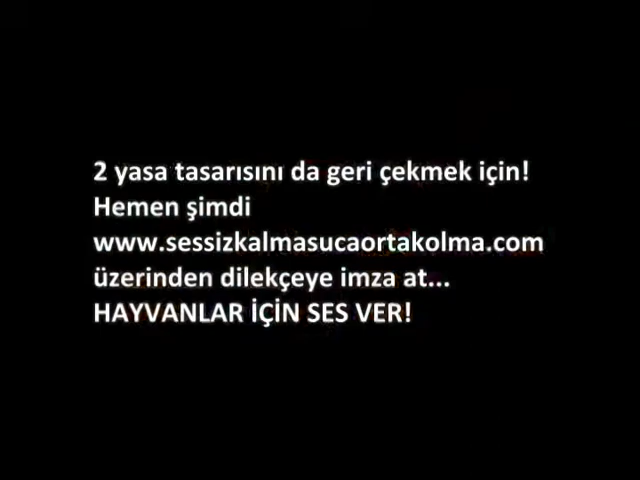 2 yasa tasarısını da geri çekmek için!
Hemen şimdi
www.sessizkalmasucaortakolma.com
üzerinden dilekçeye imza at...
HAYVANLAR İÇİN SES VER!